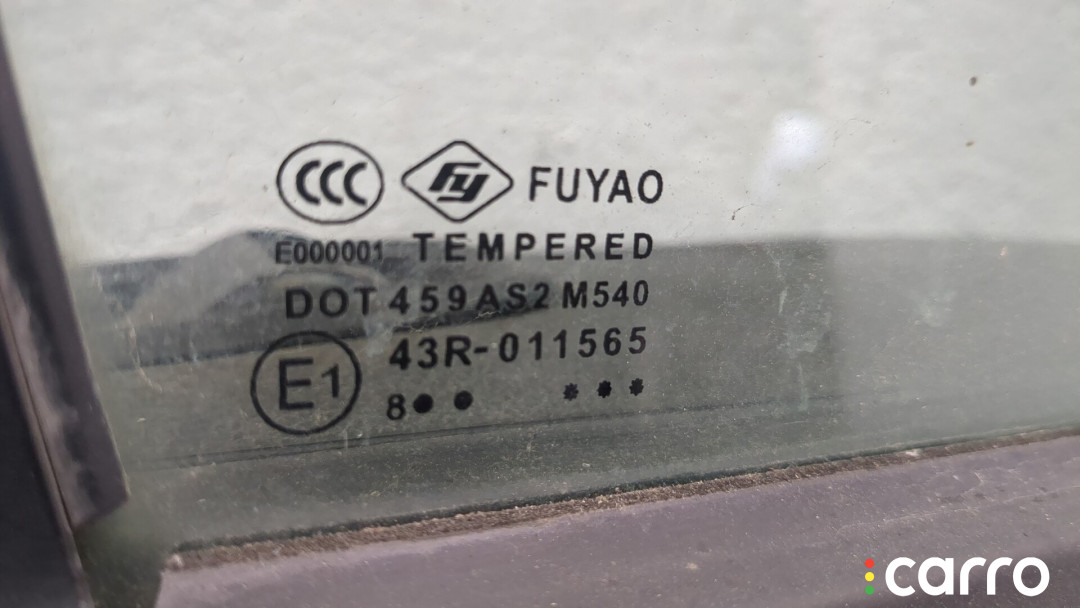 CCC Fy FUYAO
E000001 TEMPERED
DOT 459 AS2 M540
E1 43R-011565
8●● ✱✱✱
carro